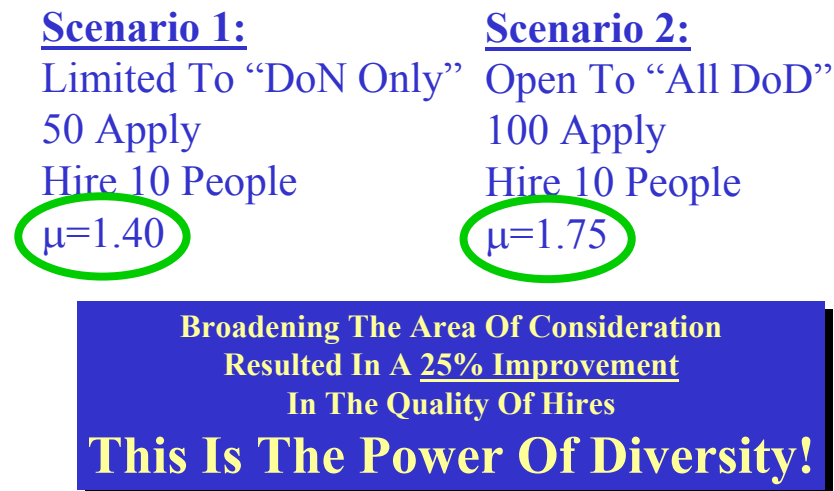 Scenario 1:
Limited To “DoN Only”
50 Apply
Hire 10 People
μ=1.40
Scenario 2:
Open To “All DoD”
100 Apply
Hire 10 People
μ=1.75
Broadening The Area Of Consideration
Resulted In A 25% Improvement
In The Quality Of Hires
This Is The Power Of Diversity!